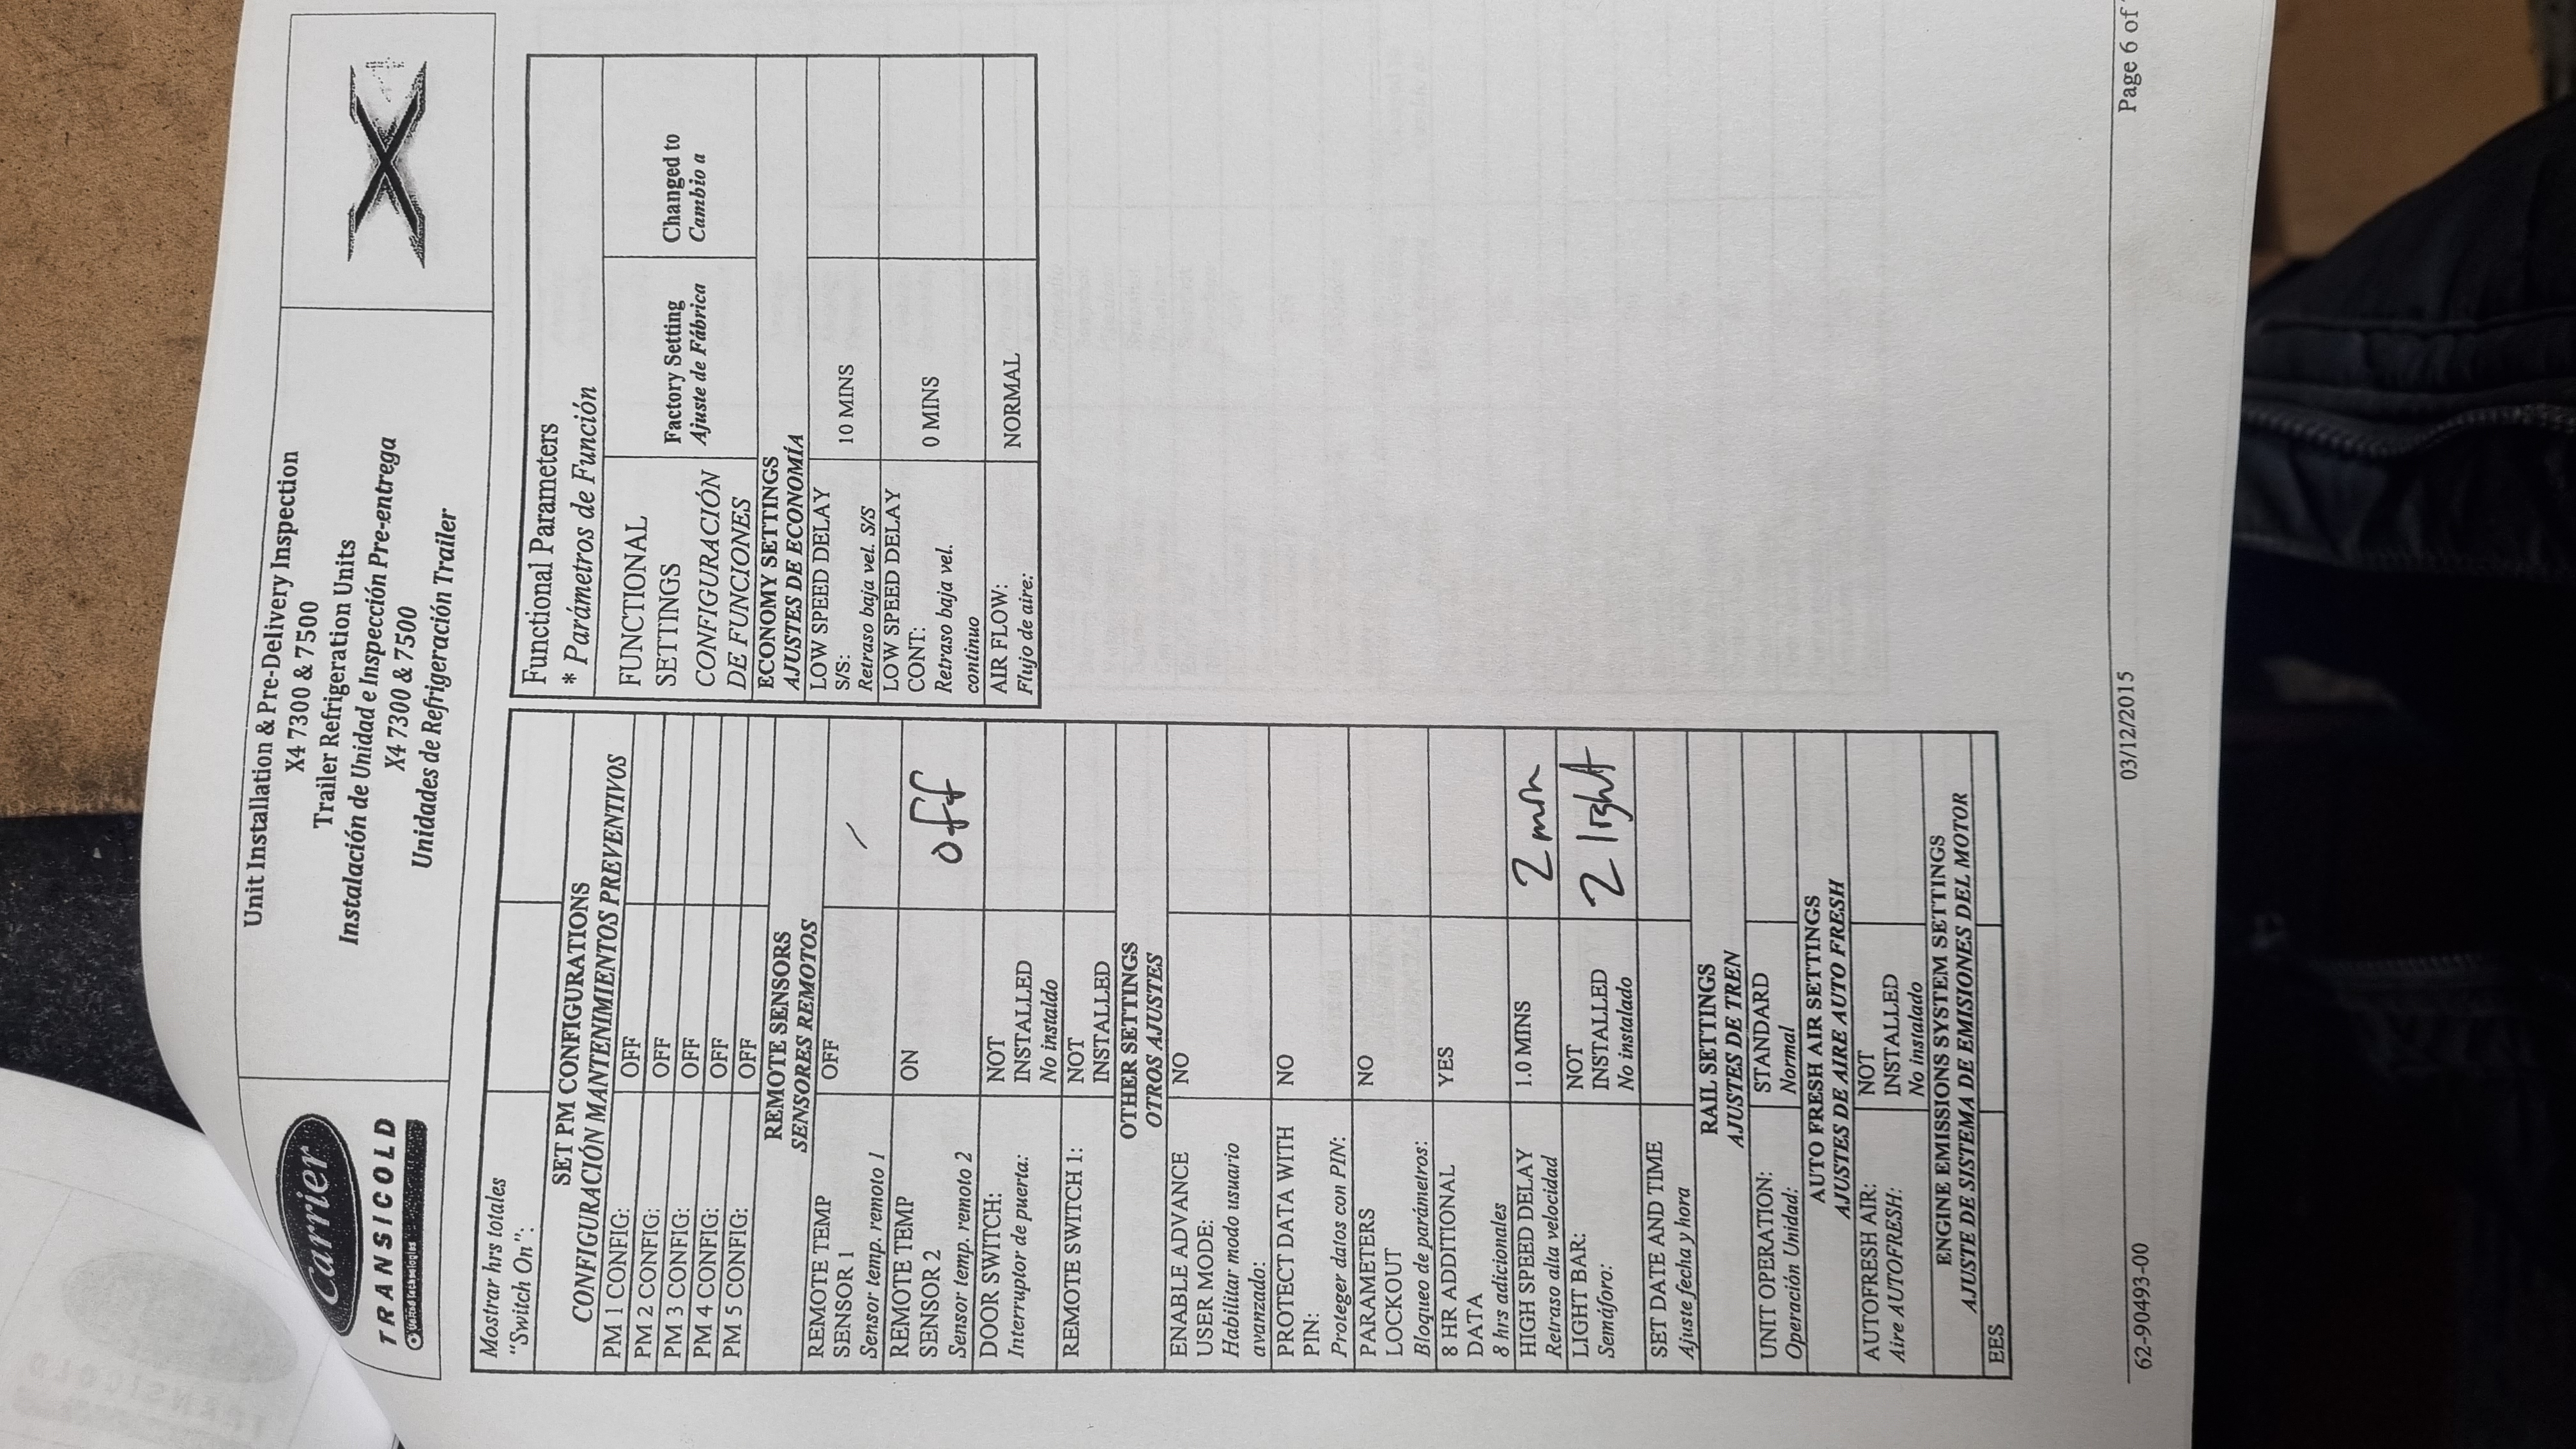 Carrier
TRANSICOLD
United Technologies
Unit Installation & Pre-Delivery Inspection
X4 7300 & 7500
Trailer Refrigeration Units
Instalación de Unidad e Inspección Pre-entrega
X4 7300 & 7500
Unidades de Refrigeración Trailer
X4
Mostrar hrs totales
"Switch On":
SET PM CONFIGURATIONS
CONFIGURACIÓN MANTENIMIENTOS PREVENTIVOS
PM 1 CONFIG: OFF
PM 2 CONFIG: OFF
PM 3 CONFIG: OFF
PM 4 CONFIG: OFF
PM 5 CONFIG: OFF
REMOTE SENSORS
SENSORES REMOTOS
REMOTE TEMP OFF
SENSOR 1
Sensor temp. remoto 1
REMOTE TEMP ON off
SENSOR 2
Sensor temp. remoto 2
DOOR SWITCH: NOT
Interruptor de puerta: INSTALLED
No instaldo
REMOTE SWITCH 1: NOT
INSTALLED
OTHER SETTINGS
OTROS AJUSTES
ENABLE ADVANCE NO
USER MODE:
Habilitar modo usuario
avanzado:
PROTECT DATA WITH NO
PIN:
Proteger datos con PIN:
PARAMETERS NO
LOCKOUT
Bloqueo de parámetros:
8 HR ADDITIONAL YES
DATA
8 hrs adicionales
HIGH SPEED DELAY 1.0 MINS 2 min
Retraso alta velocidad
LIGHT BAR: NOT 2 light
Semáforo: INSTALLED
No instalado
SET DATE AND TIME
Ajuste fecha y hora
RAIL SETTINGS
AJUSTES DE TREN
UNIT OPERATION: STANDARD
Operación Unidad: Normal
AUTO FRESH AIR SETTINGS
AJUSTES DE AIRE AUTO FRESH
AUTOFRESH AIR: NOT
Aire AUTOFRESH: INSTALLED
No instalado
ENGINE EMISSIONS SYSTEM SETTINGS
AJUSTE DE SISTEMA DE EMISIONES DEL MOTOR
EES
Functional Parameters
* Parámetros de Función
FUNCTIONAL
SETTINGS
CONFIGURACIÓN
DE FUNCIONES
Factory Setting
Ajuste de Fábrica
Changed to
Cambio a
ECONOMY SETTINGS
AJUSTES DE ECONOMÍA
LOW SPEED DELAY
S/S: 10 MINS
Retraso baja vel. S/S
LOW SPEED DELAY
CONT: 0 MINS
Retraso baja vel.
continuo
AIR FLOW: NORMAL
Flujo de aire:
62-90493-00
03/12/2015
Page 6 of
TRANSICOLD